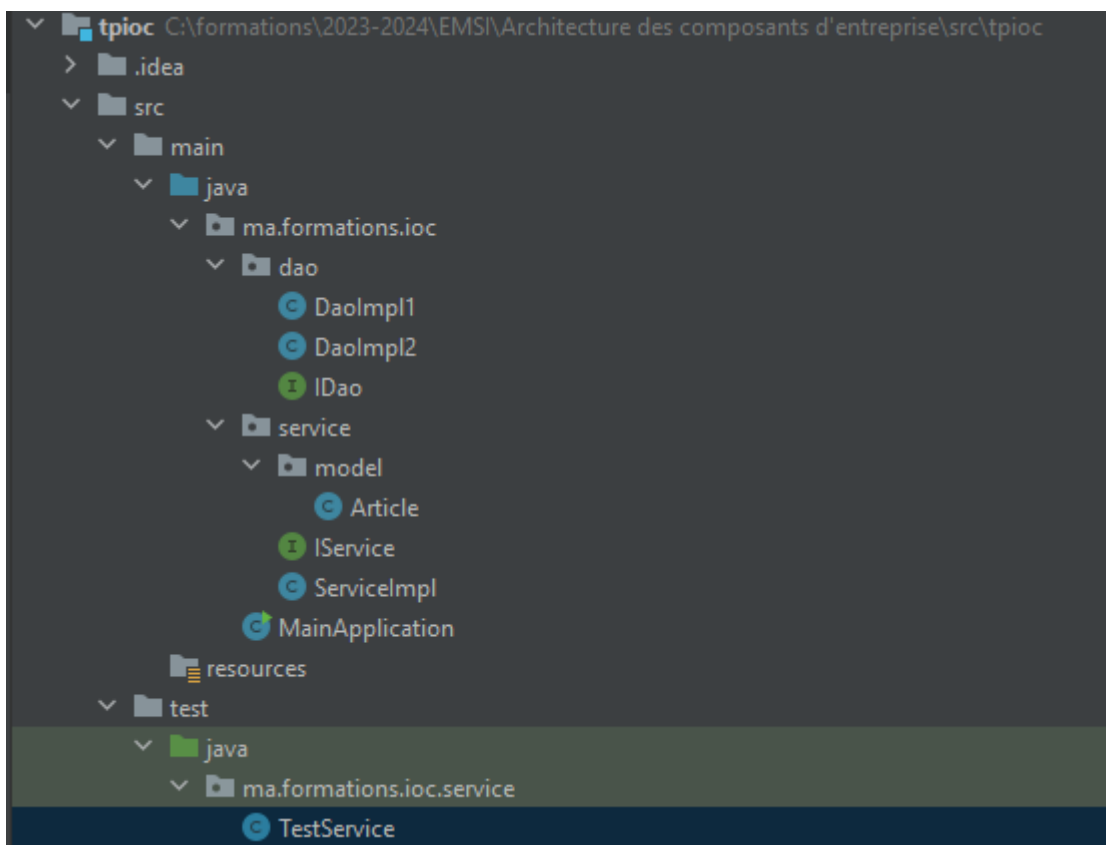 tpioc C:\formations\2023-2024\EMSI\Architecture des composants d'entreprise\src\tpioc
.idea
src
main
java
ma.formations.ioc
dao
C DaoImpl1
C DaoImpl2
I IDao
service
model
C Article
I IService
C ServiceImpl
C MainApplication
resources
test
java
ma.formations.ioc.service
C TestService